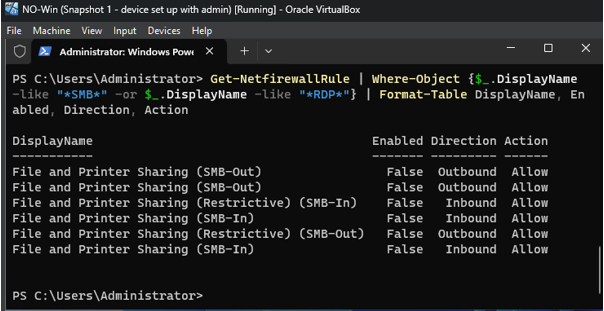 NO-Win (Snapshot 1 - device set up with admin) [Running] - Oracle VirtualBox
File Machine View Input Devices Help
Administrator: Windows Powe
PS C:\Users\Administrator> Get-NetfirewallRule | Where-Object {$_.DisplayName
-like "*SMB*" -or $_.DisplayName -like "*RDP*"} | Format-Table DisplayName, En
abled, Direction, Action
DisplayName Enabled Direction Action
----------- ------- --------- ------
File and Printer Sharing (SMB-Out) False Outbound Allow
File and Printer Sharing (SMB-Out) False Outbound Allow
File and Printer Sharing (Restrictive) (SMB-In) False Inbound Allow
File and Printer Sharing (SMB-In) False Inbound Allow
File and Printer Sharing (Restrictive) (SMB-Out) False Outbound Allow
File and Printer Sharing (SMB-In) False Inbound Allow
PS C:\Users\Administrator>